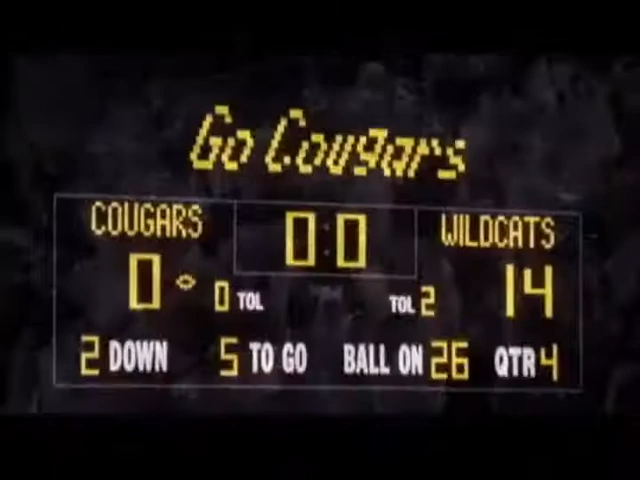 Go Cougars
COUGARS 0:0 WILDCATS
0 0 TOL TOL 2 14
2 DOWN 5 TO GO BALL ON 26 QTR 4